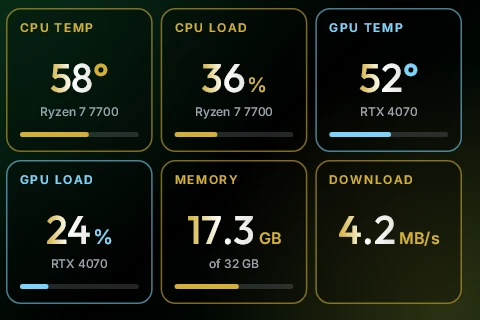 CPU TEMP
58°
Ryzen 7 7700
CPU LOAD
36%
Ryzen 7 7700
GPU TEMP
52°
RTX 4070
GPU LOAD
24%
RTX 4070
MEMORY
17.3 GB
of 32 GB
DOWNLOAD
4.2 MB/s